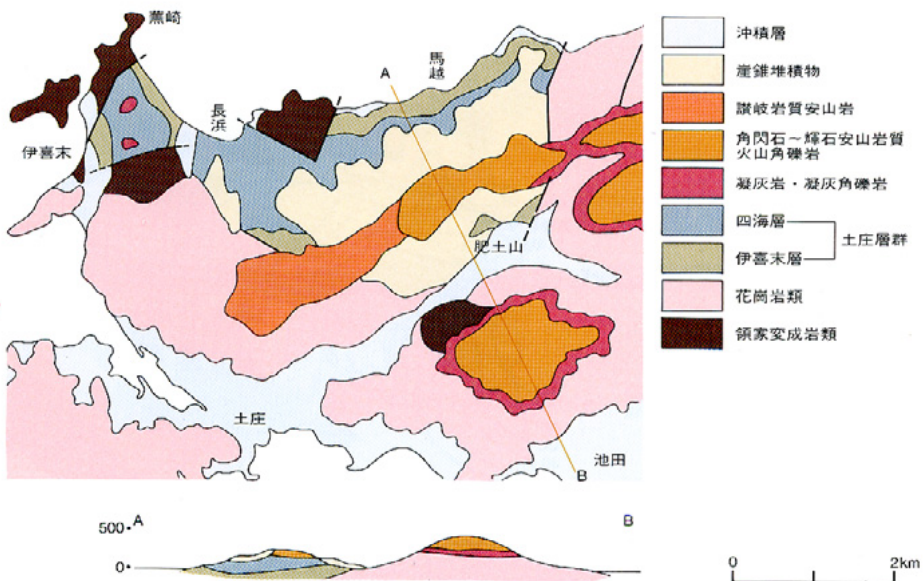 蕪崎
馬越
A
長浜
伊喜末
肥土山
土庄
池田
B
沖積層
崖錐堆積物
讃岐岩質安山岩
角閃石～輝石安山岩質
火山角礫岩
凝灰岩・凝灰角礫岩
四海層
土庄層群
伊喜末層
花崗岩類
領家変成岩類
A
B
500
0
0
2km